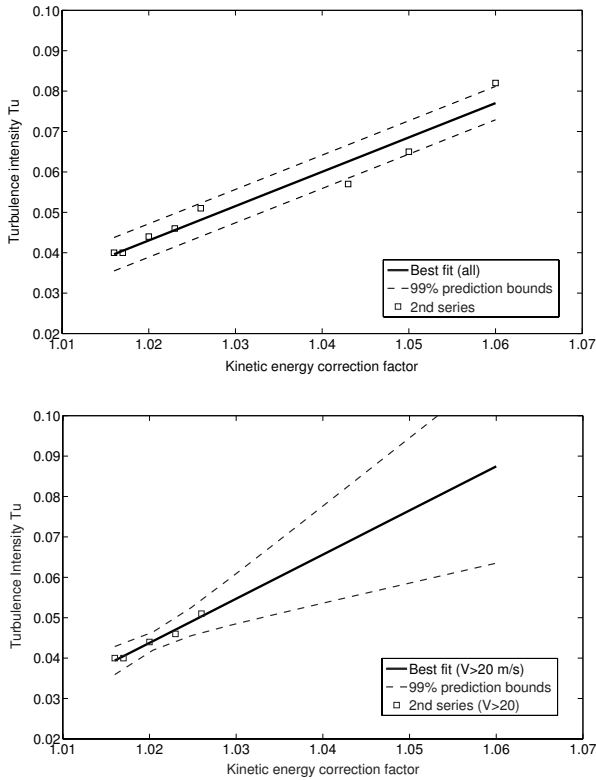 0.10
0.09
0.08
0.07
0.06
0.05
0.04
0.03
0.02
Turbulence intensity Tu
Best fit (all)
99% prediction bounds
2nd series
1.01 1.02 1.03 1.04 1.05 1.06 1.07
Kinetic energy correction factor
0.10
0.09
0.08
0.07
0.06
0.05
0.04
0.03
0.02
Turbulence Intensity Tu
Best fit (V>20 m/s)
99% prediction bounds
2nd series (V>20)
1.01 1.02 1.03 1.04 1.05 1.06 1.07
Kinetic energy correction factor